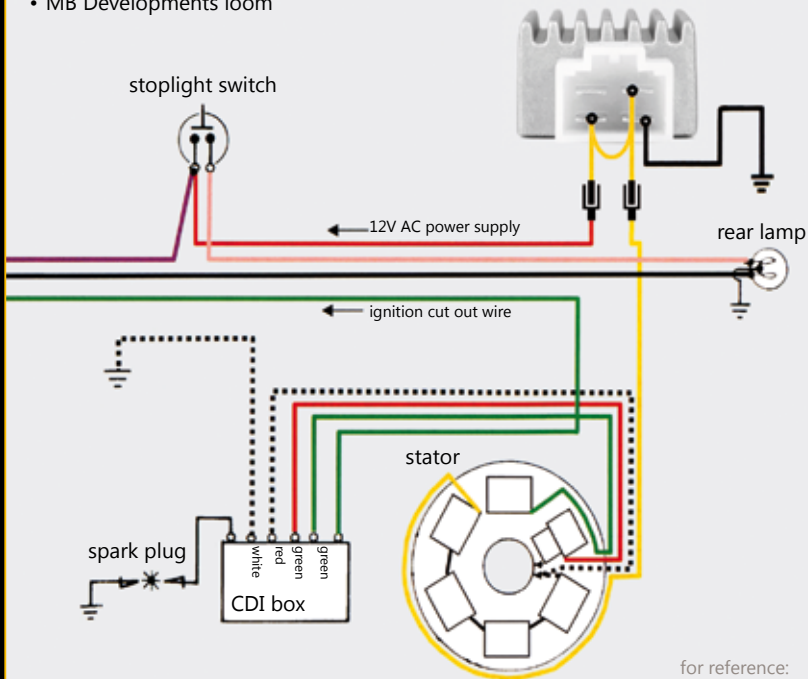 • MB Developments loom
stoplight switch
12V AC power supply
rear lamp
ignition cut out wire
stator
spark plug
white
red
green
green
CDI box
for reference: